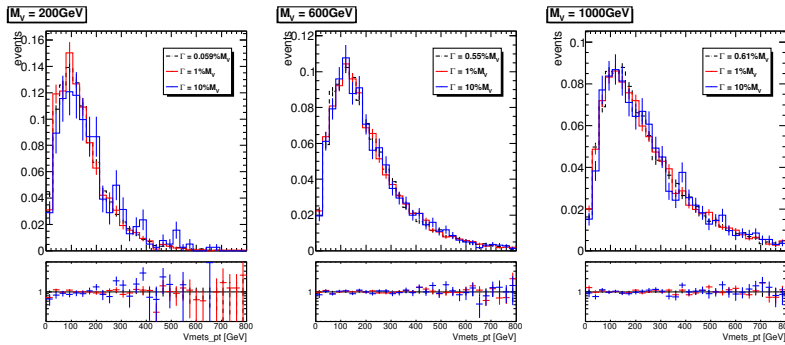 M_V = 200GeV
events
0.16
0.14
0.12
0.1
0.08
0.06
0.04
0.02
0
Γ = 0.059%M_V
Γ = 1%M_V
Γ = 10%M_V
1
0 100 200 300 400 500 600 700 800
Vmets_pt [GeV]
M_V = 600GeV
events
0.12
0.1
0.08
0.06
0.04
0.02
Γ = 0.55%M_V
Γ = 1%M_V
Γ = 10%M_V
1
0 100 200 300 400 500 600 700 800
Vmets_pt [GeV]
M_V = 1000GeV
events
0.1
0.08
0.06
0.04
0.02
0
Γ = 0.61%M_V
Γ = 1%M_V
Γ = 10%M_V
1
0 100 200 300 400 500 600 700 800
Vmets_pt [GeV]